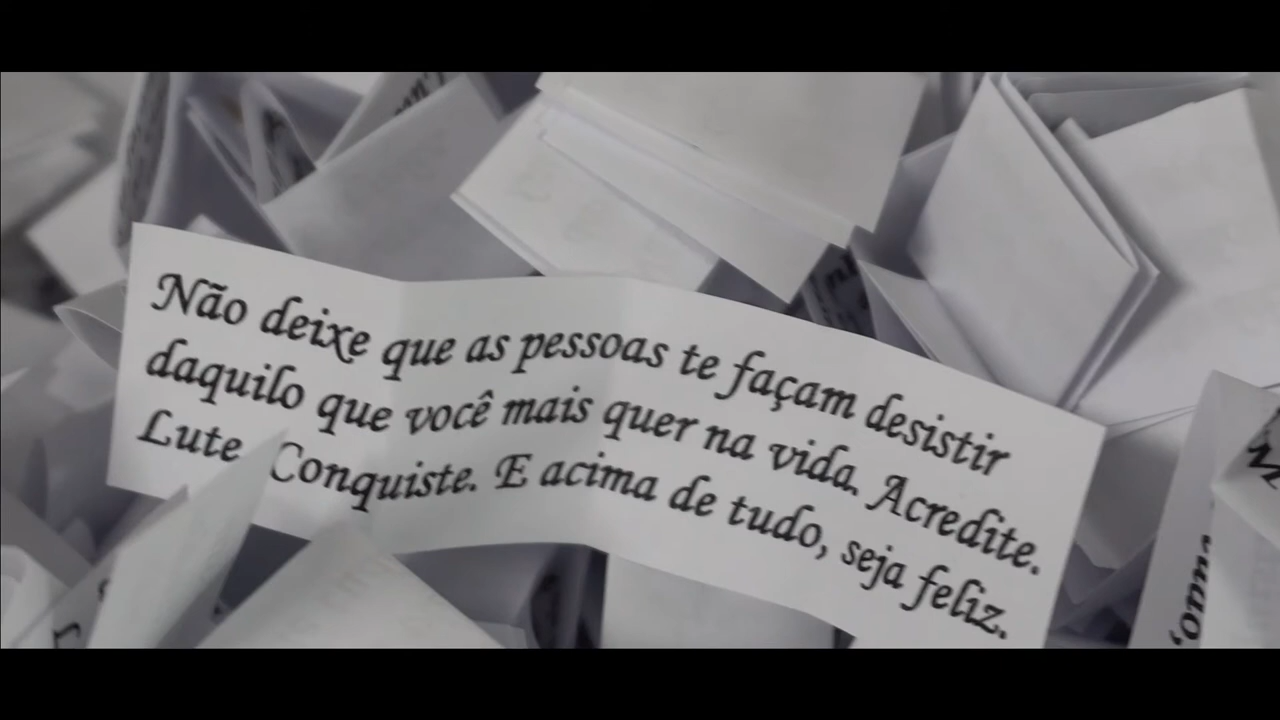 Não deixe que as pessoas te façam desistir
daquilo que você mais quer na vida. Acredite.
Lute. Conquiste. E acima de tudo, seja feliz.